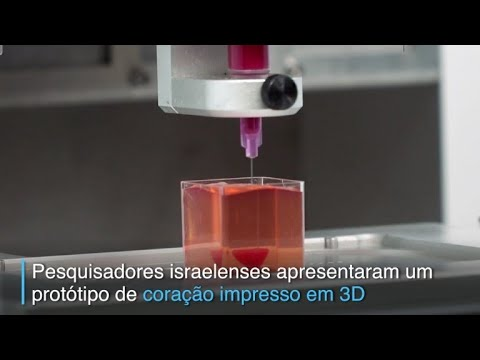 Pesquisadores israelenses apresentaram um
protótipo de coração impresso em 3D